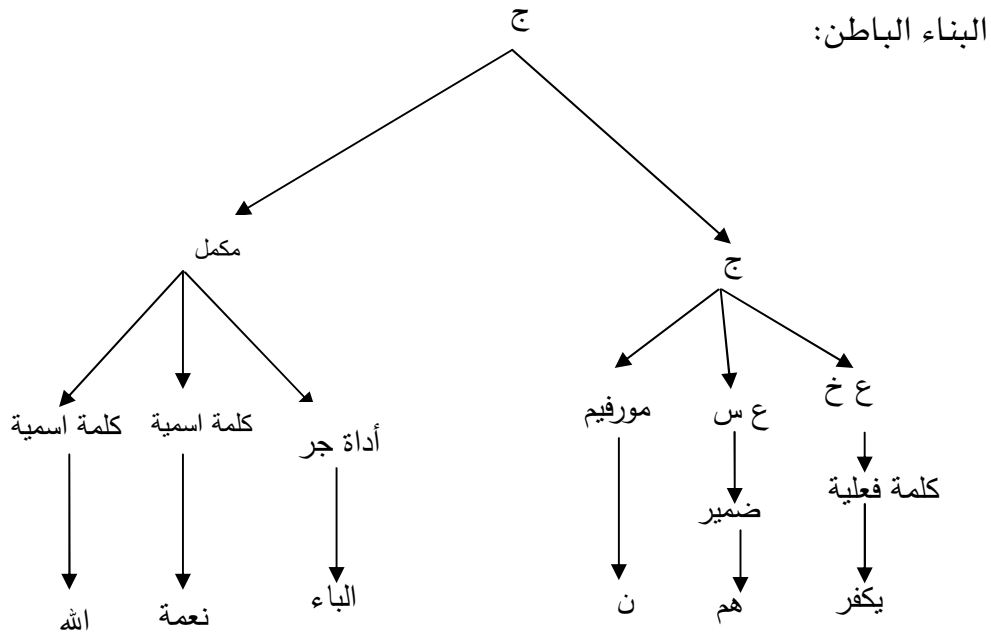 البناء الباطن:
ج
ج
مكمل
ع خ
ع س
مورفيم
أداة جر
كلمة اسمية
كلمة اسمية
كلمة فعلية
ضمير
يكفر
هم
ن
الباء
نعمة
الله